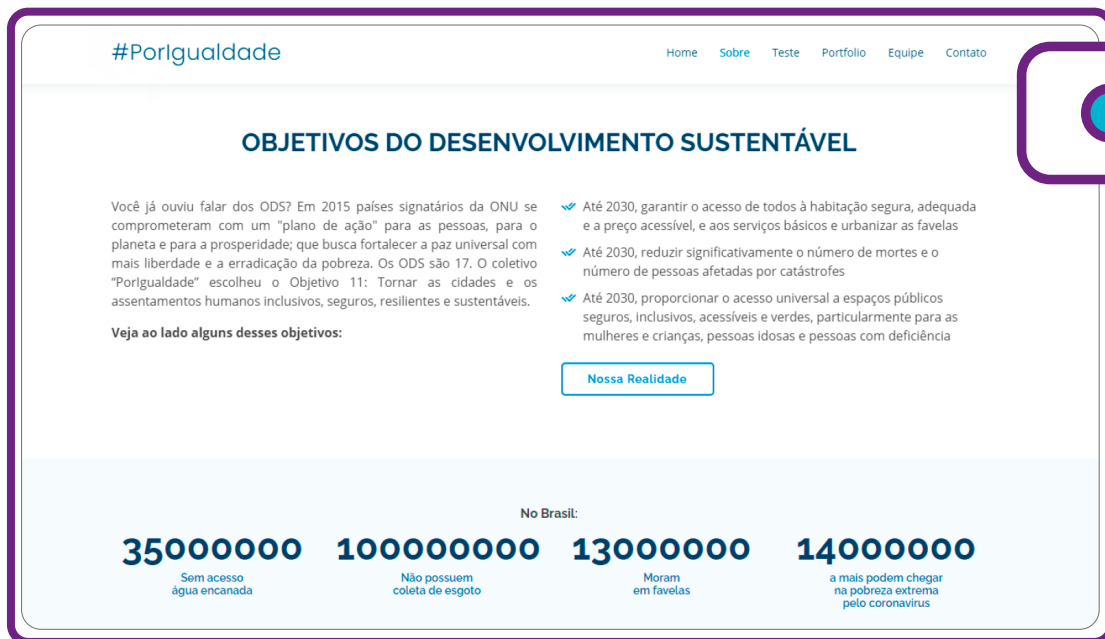 #PorIgualdade
Home Sobre Teste Portfolio Equipe Contato
OBJETIVOS DO DESENVOLVIMENTO SUSTENTÁVEL
Você já ouviu falar dos ODS? Em 2015 países signatários da ONU se
comprometeram com um "plano de ação" para as pessoas, para o
planeta e para a prosperidade; que busca fortalecer a paz universal com
mais liberdade e a erradicação da pobreza. Os ODS são 17. O coletivo
“PorIgualdade” escolheu o Objetivo 11: Tornar as cidades e os
assentamentos humanos inclusivos, seguros, resilientes e sustentáveis.
Veja ao lado alguns desses objetivos:
Até 2030, garantir o acesso de todos à habitação segura, adequada
e a preço acessível, e aos serviços básicos e urbanizar as favelas
Até 2030, reduzir significativamente o número de mortes e o
número de pessoas afetadas por catástrofes
Até 2030, proporcionar o acesso universal a espaços públicos
seguros, inclusivos, acessíveis e verdes, particularmente para as
mulheres e crianças, pessoas idosas e pessoas com deficiência
Nossa Realidade
No Brasil:
35000000
Sem acesso
água encanada
100000000
Não possuem
coleta de esgoto
13000000
Moram
em favelas
14000000
a mais podem chegar
na pobreza extrema
pelo coronavirus